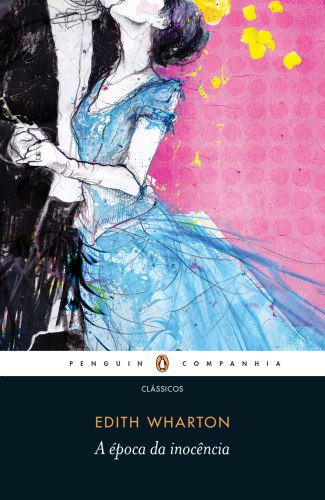 PENGUIN COMPANHIA
CLÁSSICOS
EDITH WHARTON
A época da inocência